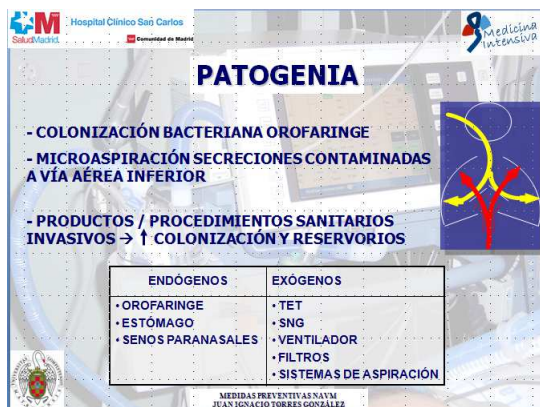 SaludMadrid
Hospital Clínico San Carlos
Comunidad de Madrid
Medicina
Intensiva
PATOGENIA
- COLONIZACIÓN BACTERIANA OROFARINGE
- MICROASPIRACIÓN SECRECIONES CONTAMINADAS
A VÍA AÉREA INFERIOR
- PRODUCTOS / PROCEDIMIENTOS SANITARIOS
INVASIVOS → ↑ COLONIZACIÓN Y RESERVORIOS
ENDÓGENOS
• OROFARINGE
• ESTÓMAGO
• SENOS PARANASALES
EXÓGENOS
• TET
• SNG
• VENTILADOR
• FILTROS
• SISTEMAS DE ASPIRACIÓN
MEDIDAS PREVENTIVAS NAVM
JUAN IGNACIO TORRES GONZÁLEZ